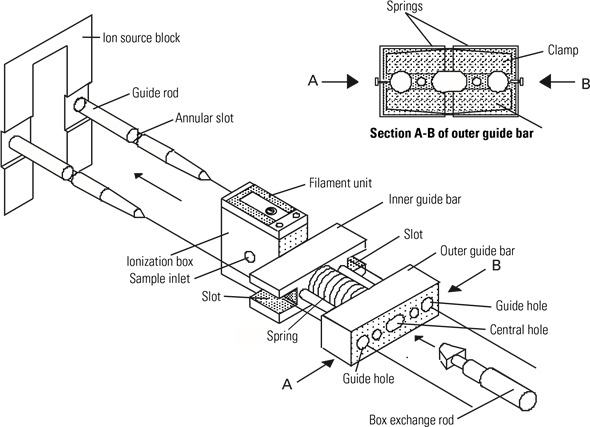 Springs
Ion source block
Clamp
A
B
Guide rod
Annular slot
Section A-B of outer guide bar
Filament unit
Inner guide bar
Slot
Outer guide bar
Ionization box
Sample inlet
B
Slot
Guide hole
Spring
Central hole
A
Guide hole
Box exchange rod